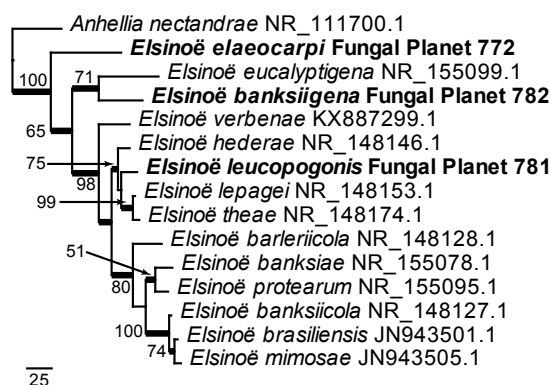 Anhellia nectandrae NR_111700.1
Elsinoë elaeocarpi Fungal Planet 772
100
71
Elsinoë eucalyptigena NR_155099.1
Elsinoë banksiigena Fungal Planet 782
65
Elsinoë verbenae KX887299.1
Elsinoë hederae NR_148146.1
75
Elsinoë leucopogonis Fungal Planet 781
98
Elsinoë lepagei NR_148153.1
99
Elsinoë theae NR_148174.1
Elsinoë barleriicola NR_148128.1
51
Elsinoë banksiae NR_155078.1
80
Elsinoë protearum NR_155095.1
Elsinoë banksiicola NR_148127.1
100
Elsinoë brasiliensis JN943501.1
74
Elsinoë mimosae JN943505.1
25